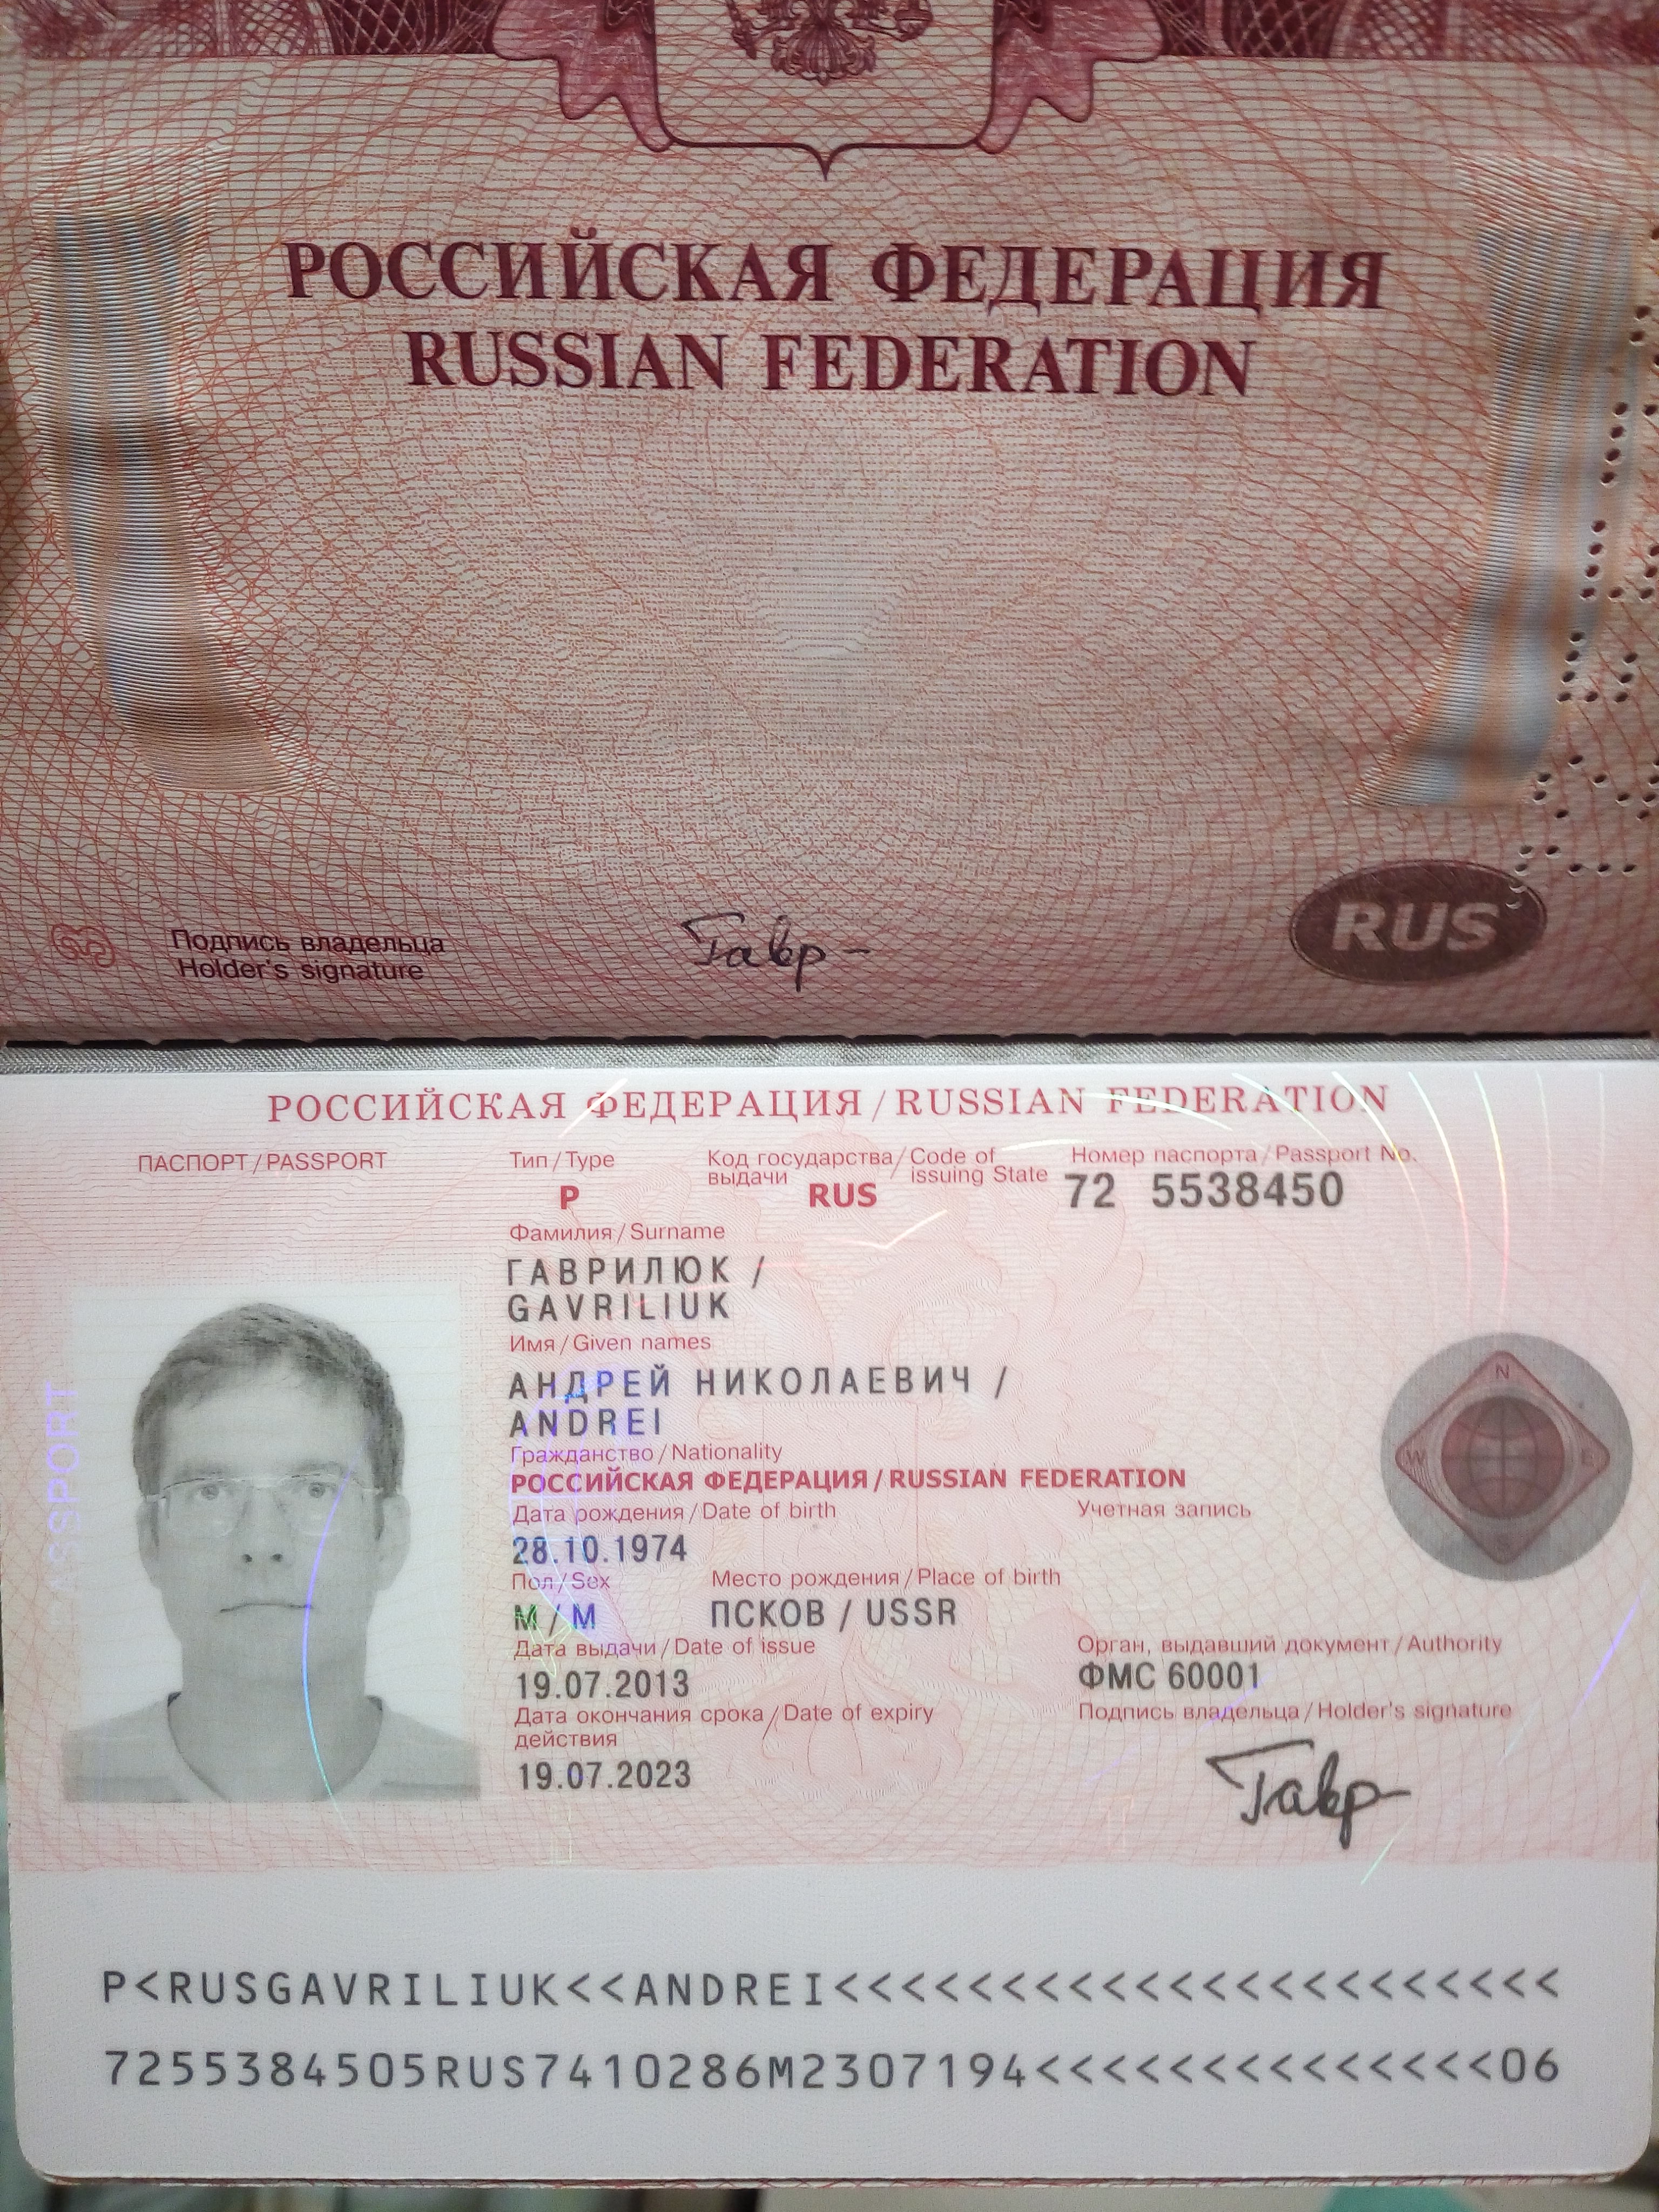 РОССИЙСКАЯ ФЕДЕРАЦИЯ
RUSSIAN FEDERATION
Подпись владельца
Holder's signature
Гавр-
RUS
РОССИЙСКАЯ ФЕДЕРАЦИЯ / RUSSIAN FEDERATION
ПАСПОРТ / PASSPORT
Тип / Type
P
Код государства / Code of
выдачи issuing State
RUS
Номер паспорта / Passport No.
72 5538450
Фамилия / Surname
ГАВРИЛЮК /
GAVRILIUK
Имя / Given names
АНДРЕЙ НИКОЛАЕВИЧ /
ANDREI
Гражданство / Nationality
РОССИЙСКАЯ ФЕДЕРАЦИЯ / RUSSIAN FEDERATION
Дата рождения / Date of birth
Учетная запись
28.10.1974
Пол / Sex
Место рождения / Place of birth
М / M
ПСКОВ / USSR
Дата выдачи / Date of issue
Орган, выдавший документ / Authority
19.07.2013
ФМС 60001
Дата окончания срока / Date of expiry
действия
Подпись владельца / Holder's signature
19.07.2023
Гавр-
N
W
E
S
P<RUSGAVRILIUK<<ANDREI<<<<<<<<<<<<<<<<<<<<<<
7255384505RUS7410286M2307194<<<<<<<<<<<<<<06